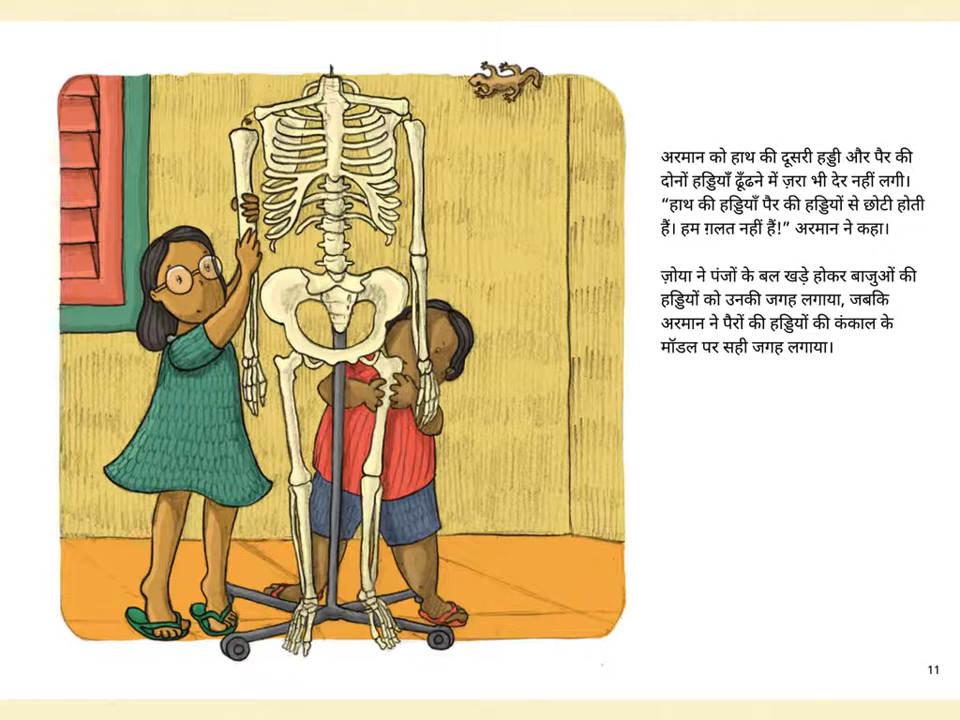 अरमान को हाथ की दूसरी हड्डी और पैर की
दोनों हड्डियाँ ढूँढने में ज़रा भी देर नहीं लगी।
“हाथ की हड्डियाँ पैर की हड्डियों से छोटी होती
हैं। हम ग़लत नहीं हैं!” अरमान ने कहा।
ज़ोया ने पंजों के बल खड़े होकर बाजुओं की
हड्डियों को उनकी जगह लगाया, जबकि
अरमान ने पैरों की हड्डियों की कंकाल के
मॉडल पर सही जगह लगाया।
11